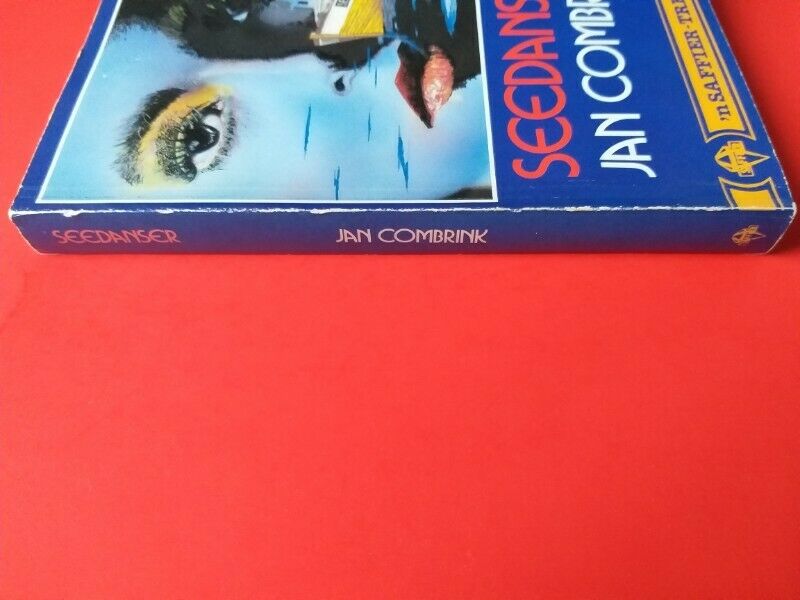 SEEDANS
JAN COMBR
'n SAFFIER-TRE
SEEDANSER JAN COMBRINK